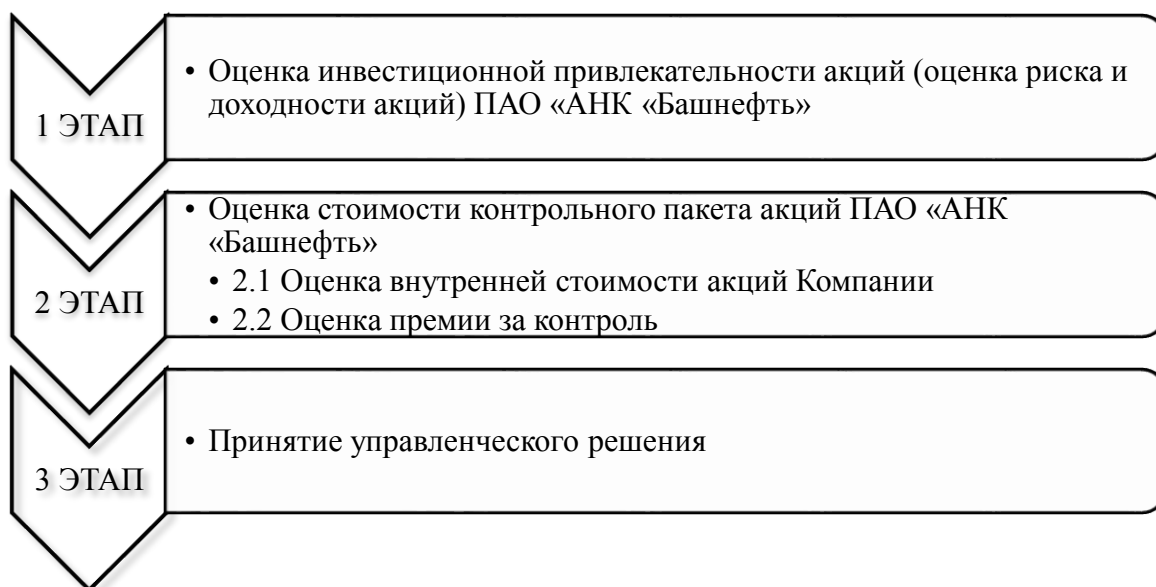 1 ЭТАП
• Оценка инвестиционной привлекательности акций (оценка риска и
доходности акций) ПАО «АНК «Башнефть»
2 ЭТАП
• Оценка стоимости контрольного пакета акций ПАО «АНК
«Башнефть»
• 2.1 Оценка внутренней стоимости акций Компании
• 2.2 Оценка премии за контроль
3 ЭТАП
• Принятие управленческого решения